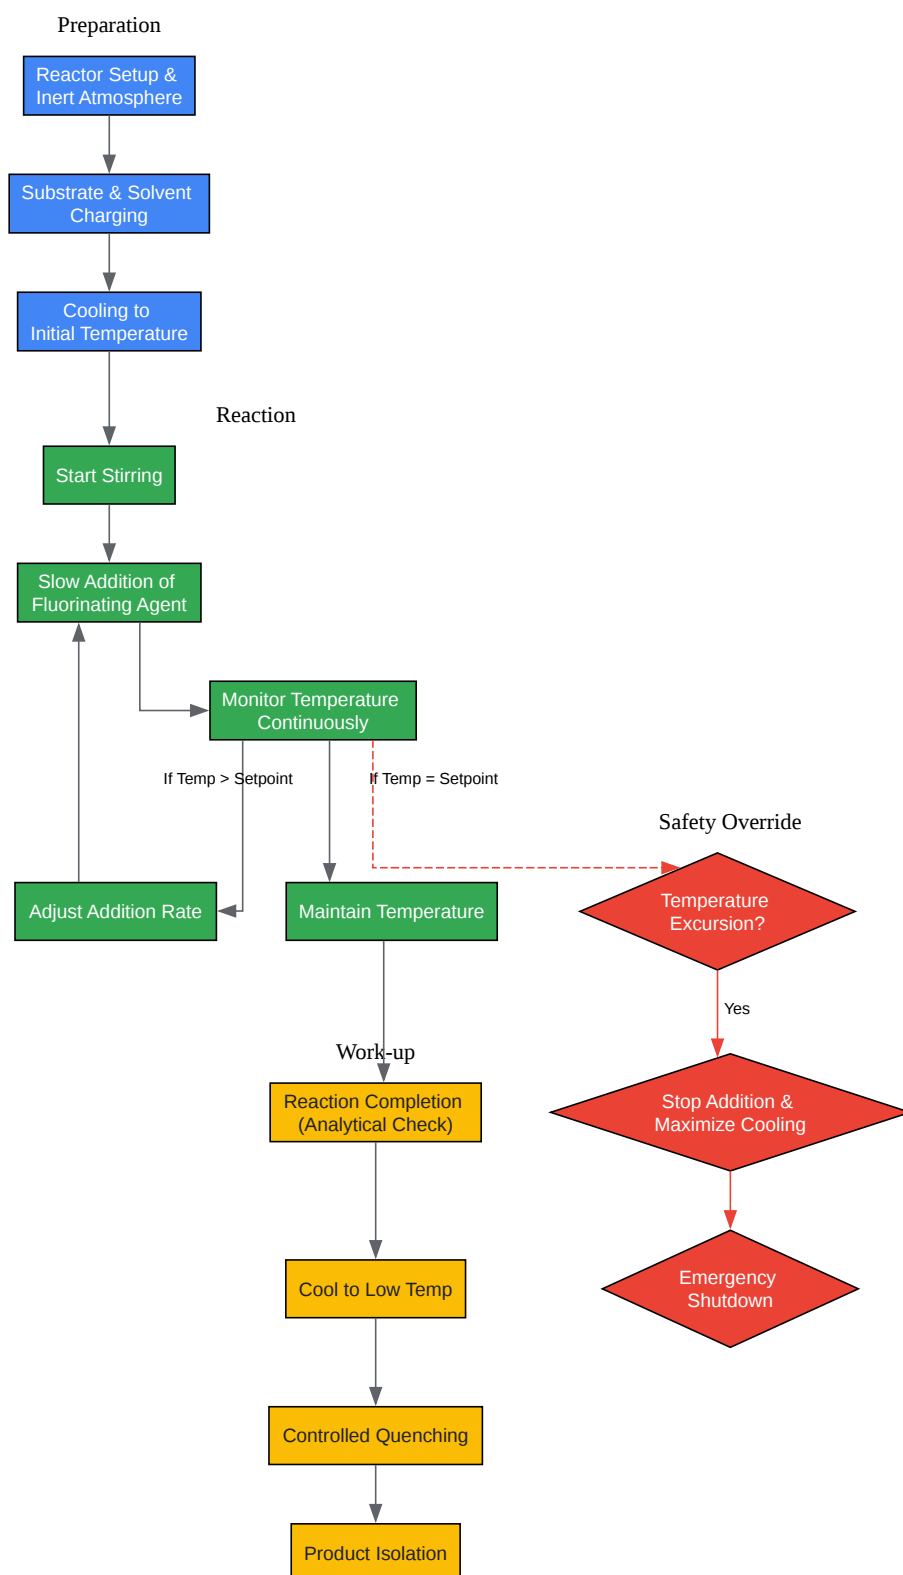 Preparation
Reactor Setup &
Inert Atmosphere
Substrate & Solvent
Charging
Cooling to
Initial Temperature
Reaction
Start Stirring
Slow Addition of
Fluorinating Agent
Monitor Temperature
Continuously
If Temp > Setpoint
If Temp = Setpoint
Safety Override
Adjust Addition Rate
Maintain Temperature
Temperature
Excursion?
Yes
Work-up
Reaction Completion
(Analytical Check)
Stop Addition &
Maximize Cooling
Cool to Low Temp
Emergency
Shutdown
Controlled Quenching
Product Isolation